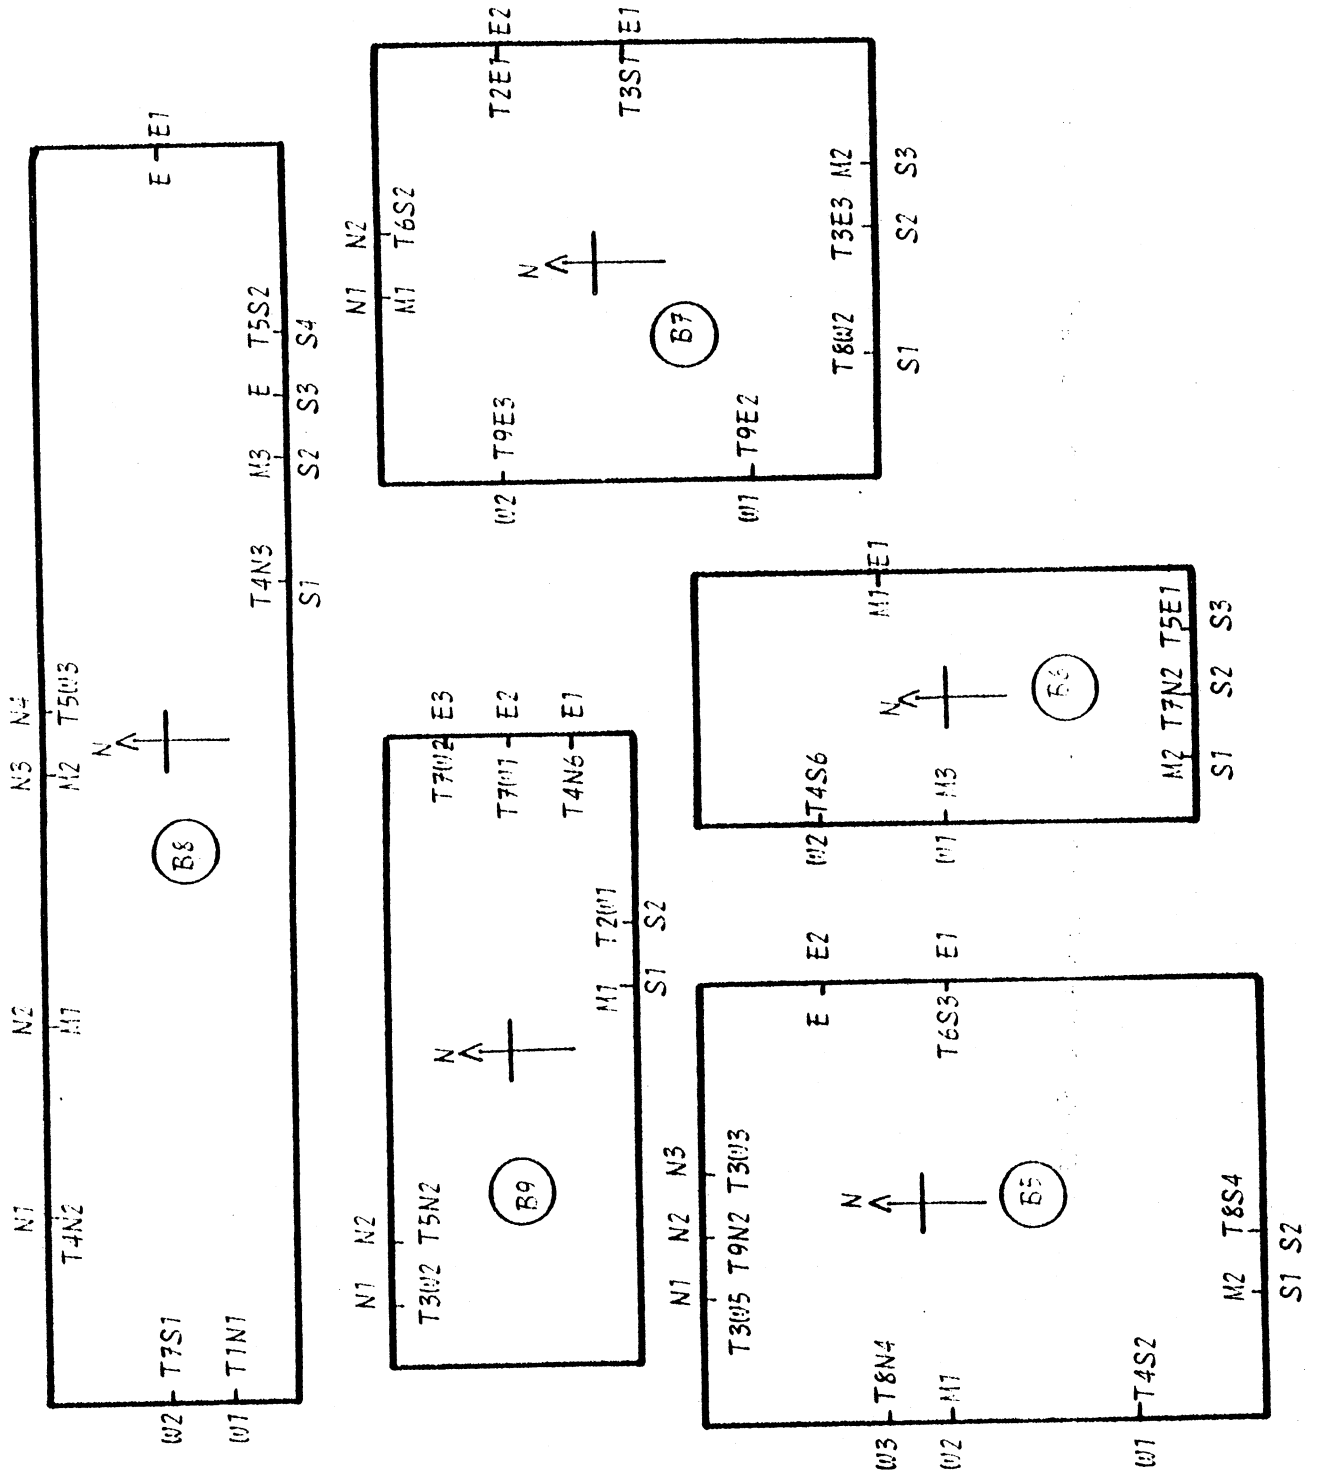 N1
N2
N3
N4
T4N2
M1
M2
T5W3
W2
T7S1
W1
T1N1
N
B8
E
E1
T4N3
M3
E
T5S2
S1
S2
S3
S4
N1
N2
M1
T6S2
W2
T9E3
W1
T9E2
N
B7
T2E1
E2
T3S1
E1
T8W2
T3E3
M2
S1
S2
S3
N1
N2
T3W2
T5N2
N
B9
T7W2
E3
T7W1
E2
T4N6
E1
M1
T2W1
S1
S2
W2
T4S6
W1
M3
N
B6
M1
E1
M2
T7N2
T5E1
S1
S2
S3
N1
N2
N3
T3W5
T9N2
T3W3
W3
T8N4
W2
M1
W1
T4S2
N
B5
E
E2
T6S3
E1
M2
T8S4
S1
S2